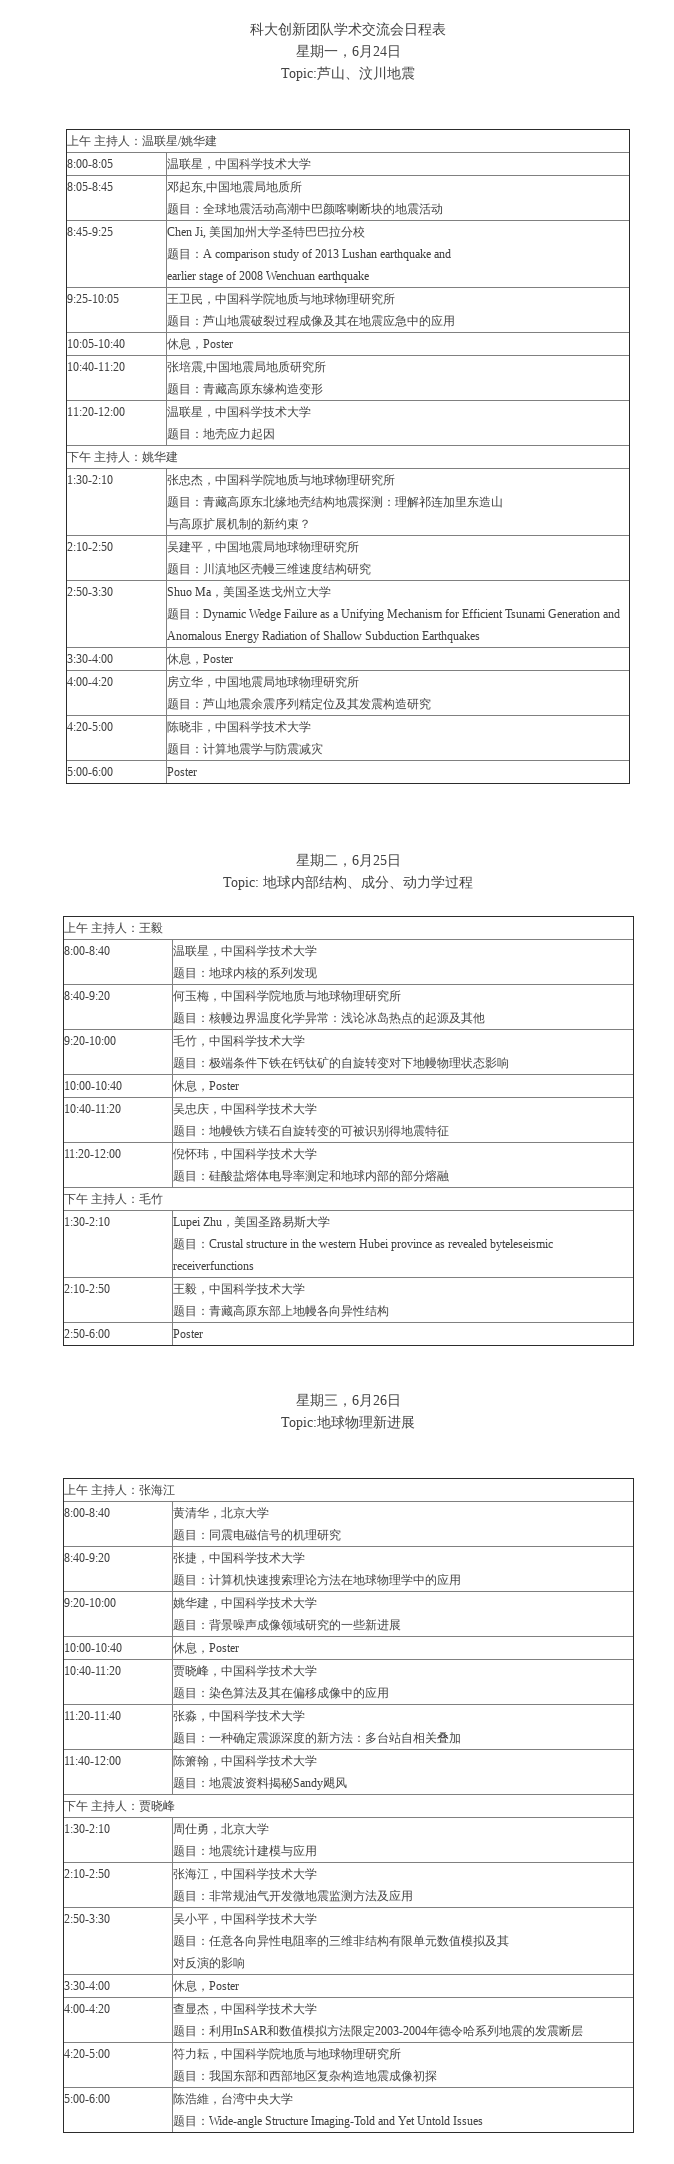 科大创新团队学术交流会日程表
星期一，6月24日
Topic:芦山、汶川地震
上午 主持人：温联星/姚华建
8:00-8:05 温联星，中国科学技术大学
8:05-8:45 邓起东,中国地震局地质所
题目：全球地震活动高潮中巴颜喀喇断块的地震活动
8:45-9:25 Chen Ji, 美国加州大学圣特巴巴拉分校
题目：A comparison study of 2013 Lushan earthquake and
earlier stage of 2008 Wenchuan earthquake
9:25-10:05 王卫民，中国科学院地质与地球物理研究所
题目：芦山地震破裂过程成像及其在地震应急中的应用
10:05-10:40 休息，Poster
10:40-11:20 张培震,中国地震局地质研究所
题目：青藏高原东缘构造变形
11:20-12:00 温联星，中国科学技术大学
题目：地壳应力起因
下午 主持人：姚华建
1:30-2:10 张忠杰，中国科学院地质与地球物理研究所
题目：青藏高原东北缘地壳结构地震探测：理解祁连加里东造山
与高原扩展机制的新约束？
2:10-2:50 吴建平，中国地震局地球物理研究所
题目：川滇地区壳幔三维速度结构研究
2:50-3:30 Shuo Ma，美国圣迭戈州立大学
题目：Dynamic Wedge Failure as a Unifying Mechanism for Efficient Tsunami Generation and
Anomalous Energy Radiation of Shallow Subduction Earthquakes
3:30-4:00 休息，Poster
4:00-4:20 房立华，中国地震局地球物理研究所
题目：芦山地震余震序列精定位及其发震构造研究
4:20-5:00 陈晓非，中国科学技术大学
题目：计算地震学与防震减灾
5:00-6:00 Poster
星期二，6月25日
Topic: 地球内部结构、成分、动力学过程
上午 主持人：王毅
8:00-8:40 温联星，中国科学技术大学
题目：地球内核的系列发现
8:40-9:20 何玉梅，中国科学院地质与地球物理研究所
题目：核幔边界温度化学异常：浅论冰岛热点的起源及其他
9:20-10:00 毛竹，中国科学技术大学
题目：极端条件下铁在钙钛矿的自旋转变对下地幔物理状态影响
10:00-10:40 休息，Poster
10:40-11:20 吴忠庆，中国科学技术大学
题目：地幔铁方镁石自旋转变的可被识别得地震特征
11:20-12:00 倪怀玮，中国科学技术大学
题目：硅酸盐熔体电导率测定和地球内部的部分熔融
下午 主持人：毛竹
1:30-2:10 Lupei Zhu，美国圣路易斯大学
题目：Crustal structure in the western Hubei province as revealed byteleseismic
receiverfunctions
2:10-2:50 王毅，中国科学技术大学
题目：青藏高原东部上地幔各向异性结构
2:50-6:00 Poster
星期三，6月26日
Topic:地球物理新进展
上午 主持人：张海江
8:00-8:40 黄清华，北京大学
题目：同震电磁信号的机理研究
8:40-9:20 张捷，中国科学技术大学
题目：计算机快速搜索理论方法在地球物理学中的应用
9:20-10:00 姚华建，中国科学技术大学
题目：背景噪声成像领域研究的一些新进展
10:00-10:40 休息，Poster
10:40-11:20 贾晓峰，中国科学技术大学
题目：染色算法及其在偏移成像中的应用
11:20-11:40 张淼，中国科学技术大学
题目：一种确定震源深度的新方法：多台站自相关叠加
11:40-12:00 陈箫翰，中国科学技术大学
题目：地震波资料揭秘Sandy飓风
下午 主持人：贾晓峰
1:30-2:10 周仕勇，北京大学
题目：地震统计建模与应用
2:10-2:50 张海江，中国科学技术大学
题目：非常规油气开发微地震监测方法及应用
2:50-3:30 吴小平，中国科学技术大学
题目：任意各向异性电阻率的三维非结构有限单元数值模拟及其
对反演的影响
3:30-4:00 休息，Poster
4:00-4:20 查显杰，中国科学技术大学
题目：利用InSAR和数值模拟方法限定2003-2004年德令哈系列地震的发震断层
4:20-5:00 符力耘，中国科学院地质与地球物理研究所
题目：我国东部和西部地区复杂构造地震成像初探
5:00-6:00 陈浩維，台湾中央大学
题目：Wide-angle Structure Imaging-Told and Yet Untold Issues